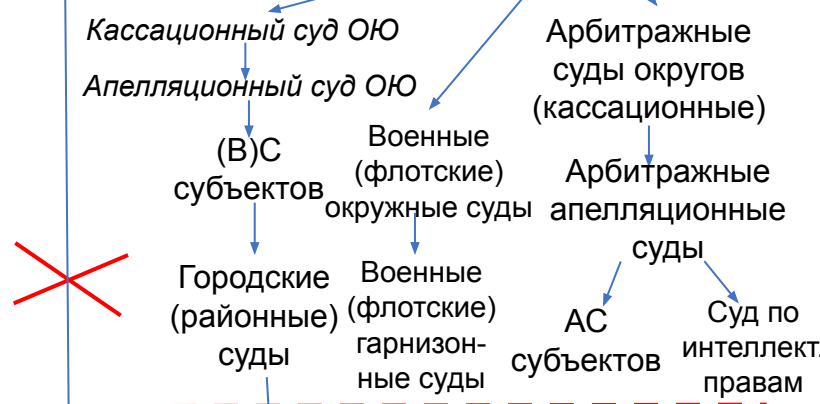 Кассационный суд ОЮ
Апелляционный суд ОЮ
(В)С
субъектов
Городские
(районные)
суды
Военные
(флотские)
окружные суды
Военные
(флотские)
гарнизон-
ные суды
Арбитражные
суды округов
(кассационные)
Арбитражные
апелляционные
суды
АС
субъектов
Суд по
интеллект.
правам